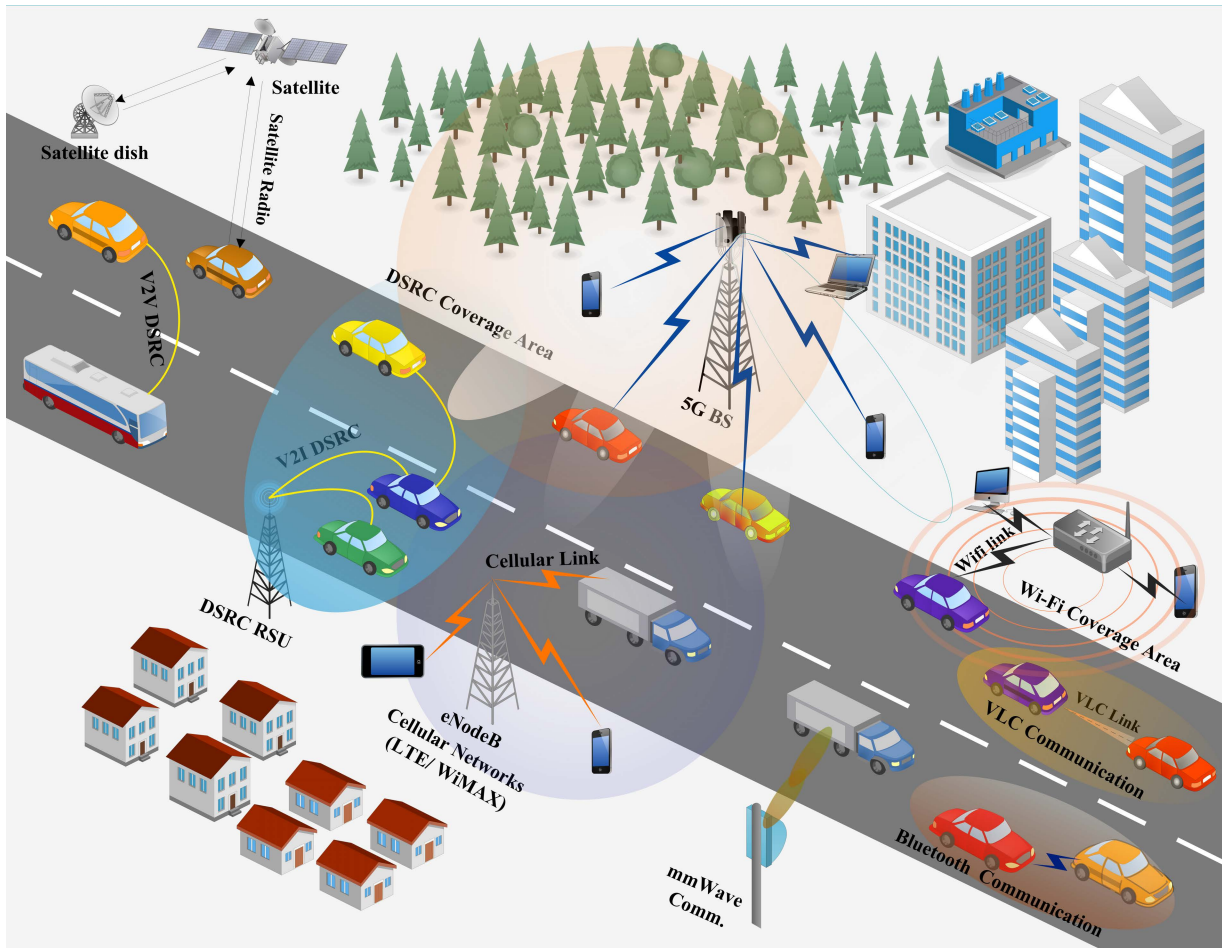 Satellite
Satellite dish
Satellite Radio
V2V DSRC
DSRC Coverage Area
5G BS
V2I DSRC
DSRC RSU
Cellular Link
eNodeB
Cellular Networks
(LTE/ WiMAX)
Wifi link
Wi-Fi Coverage Area
VLC Link
VLC Communication
mmWave
Comm.
Bluetooth Communication